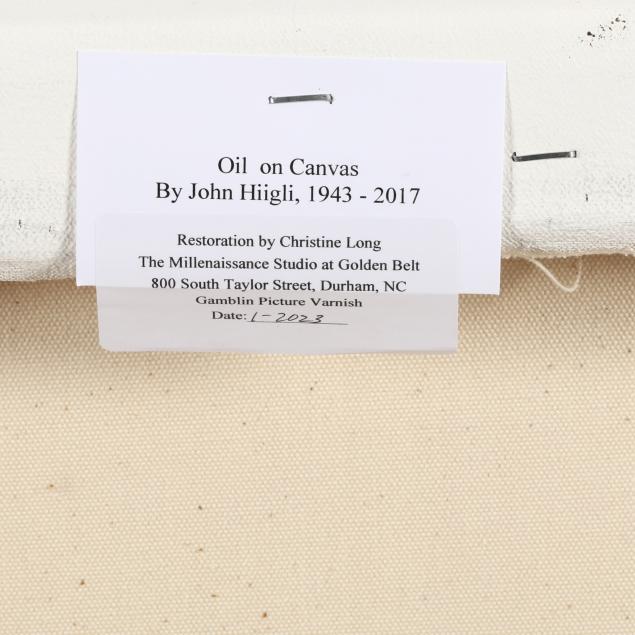 Oil on Canvas
By John Hiigli, 1943 - 2017
Restoration by Christine Long
The Millenaissance Studio at Golden Belt
800 South Taylor Street, Durham, NC
Gamblin Picture Varnish
Date: 1-2023